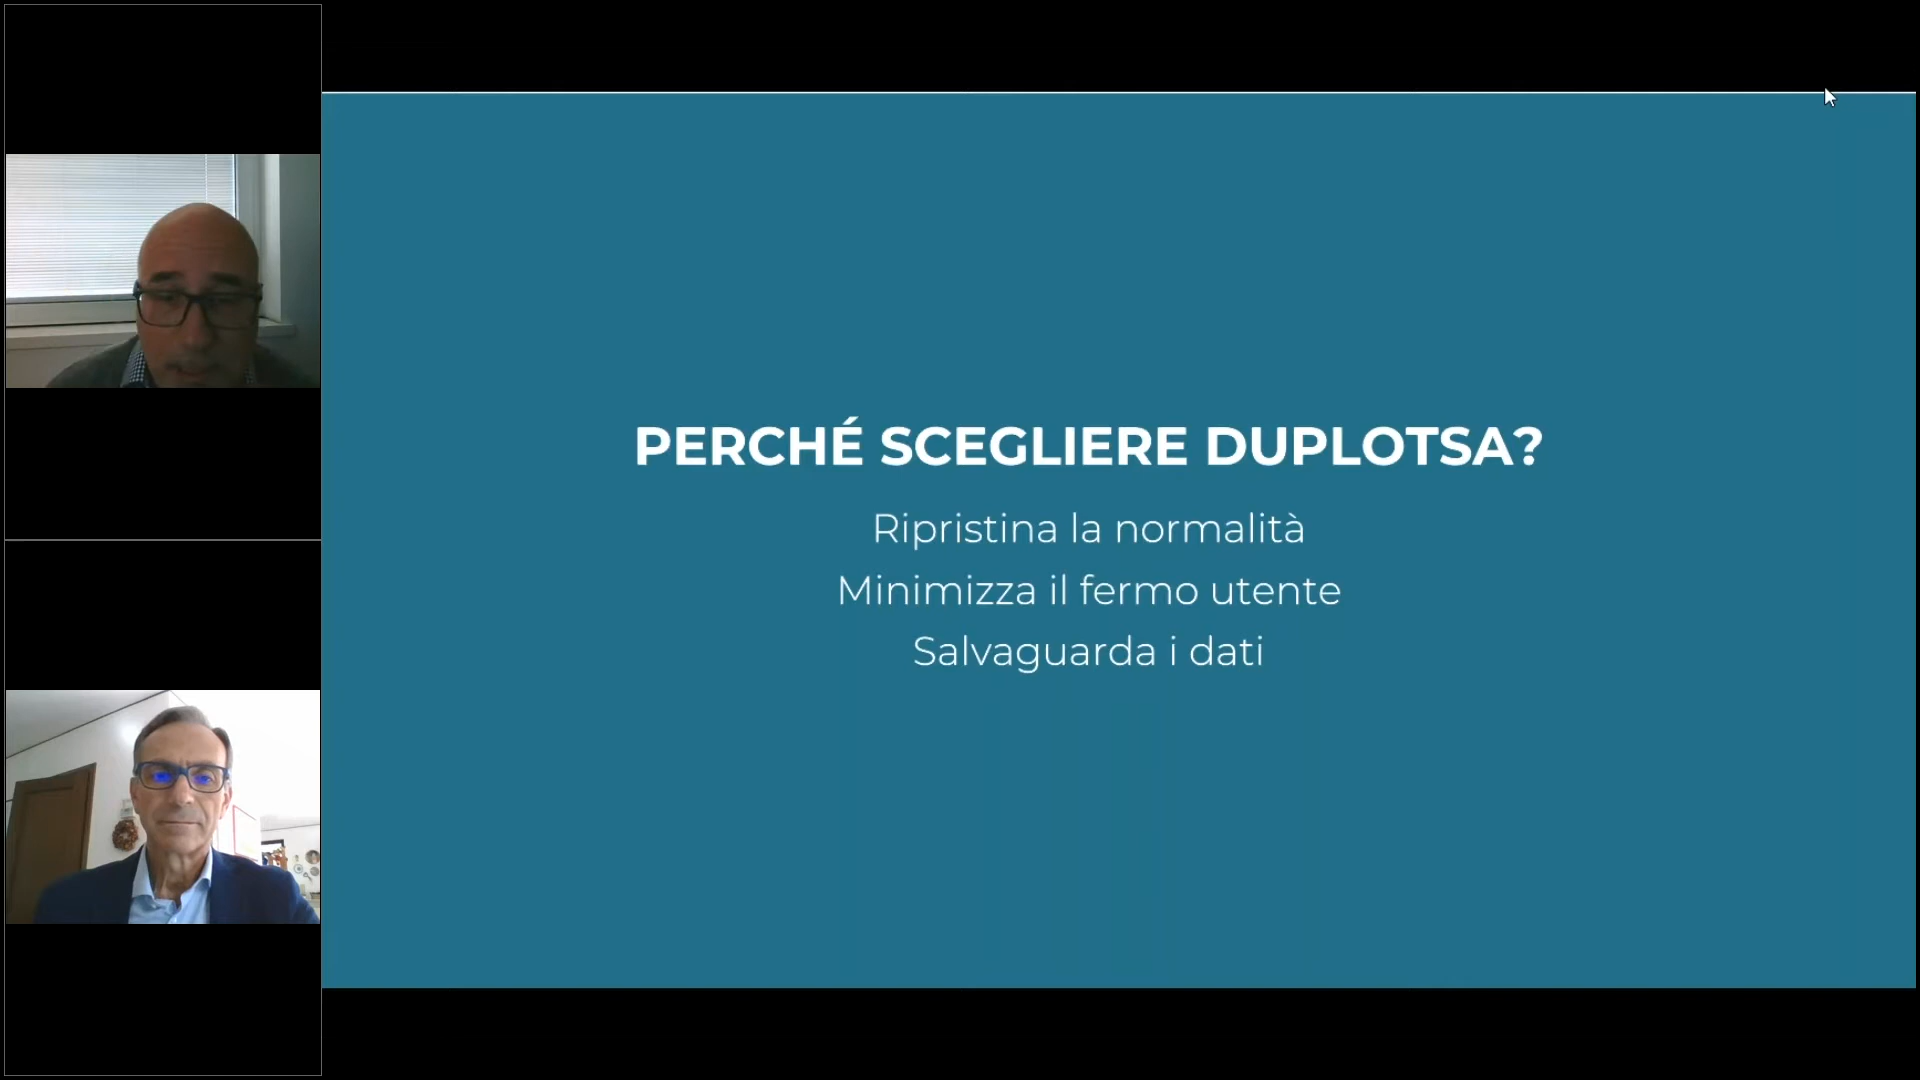 PERCHÉ SCEGLIERE DUPLOTSA?
Ripristina la normalità
Minimizza il fermo utente
Salvaguarda i dati